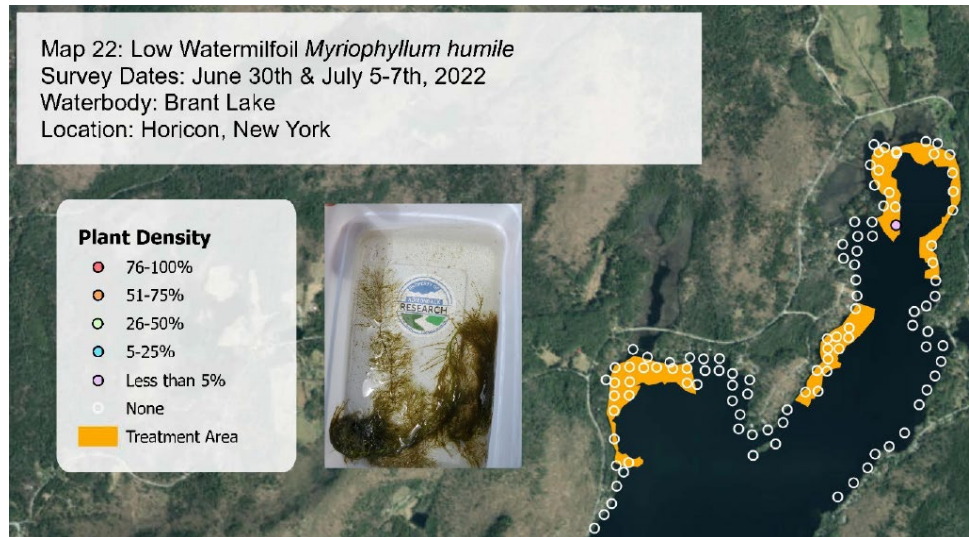 Map 22: Low Watermilfoil Myriophyllum humile
Survey Dates: June 30th & July 5-7th, 2022
Waterbody: Brant Lake
Location: Horicon, New York
Plant Density
76-100%
51-75%
26-50%
5-25%
Less than 5%
None
Treatment Area
RESEARCH